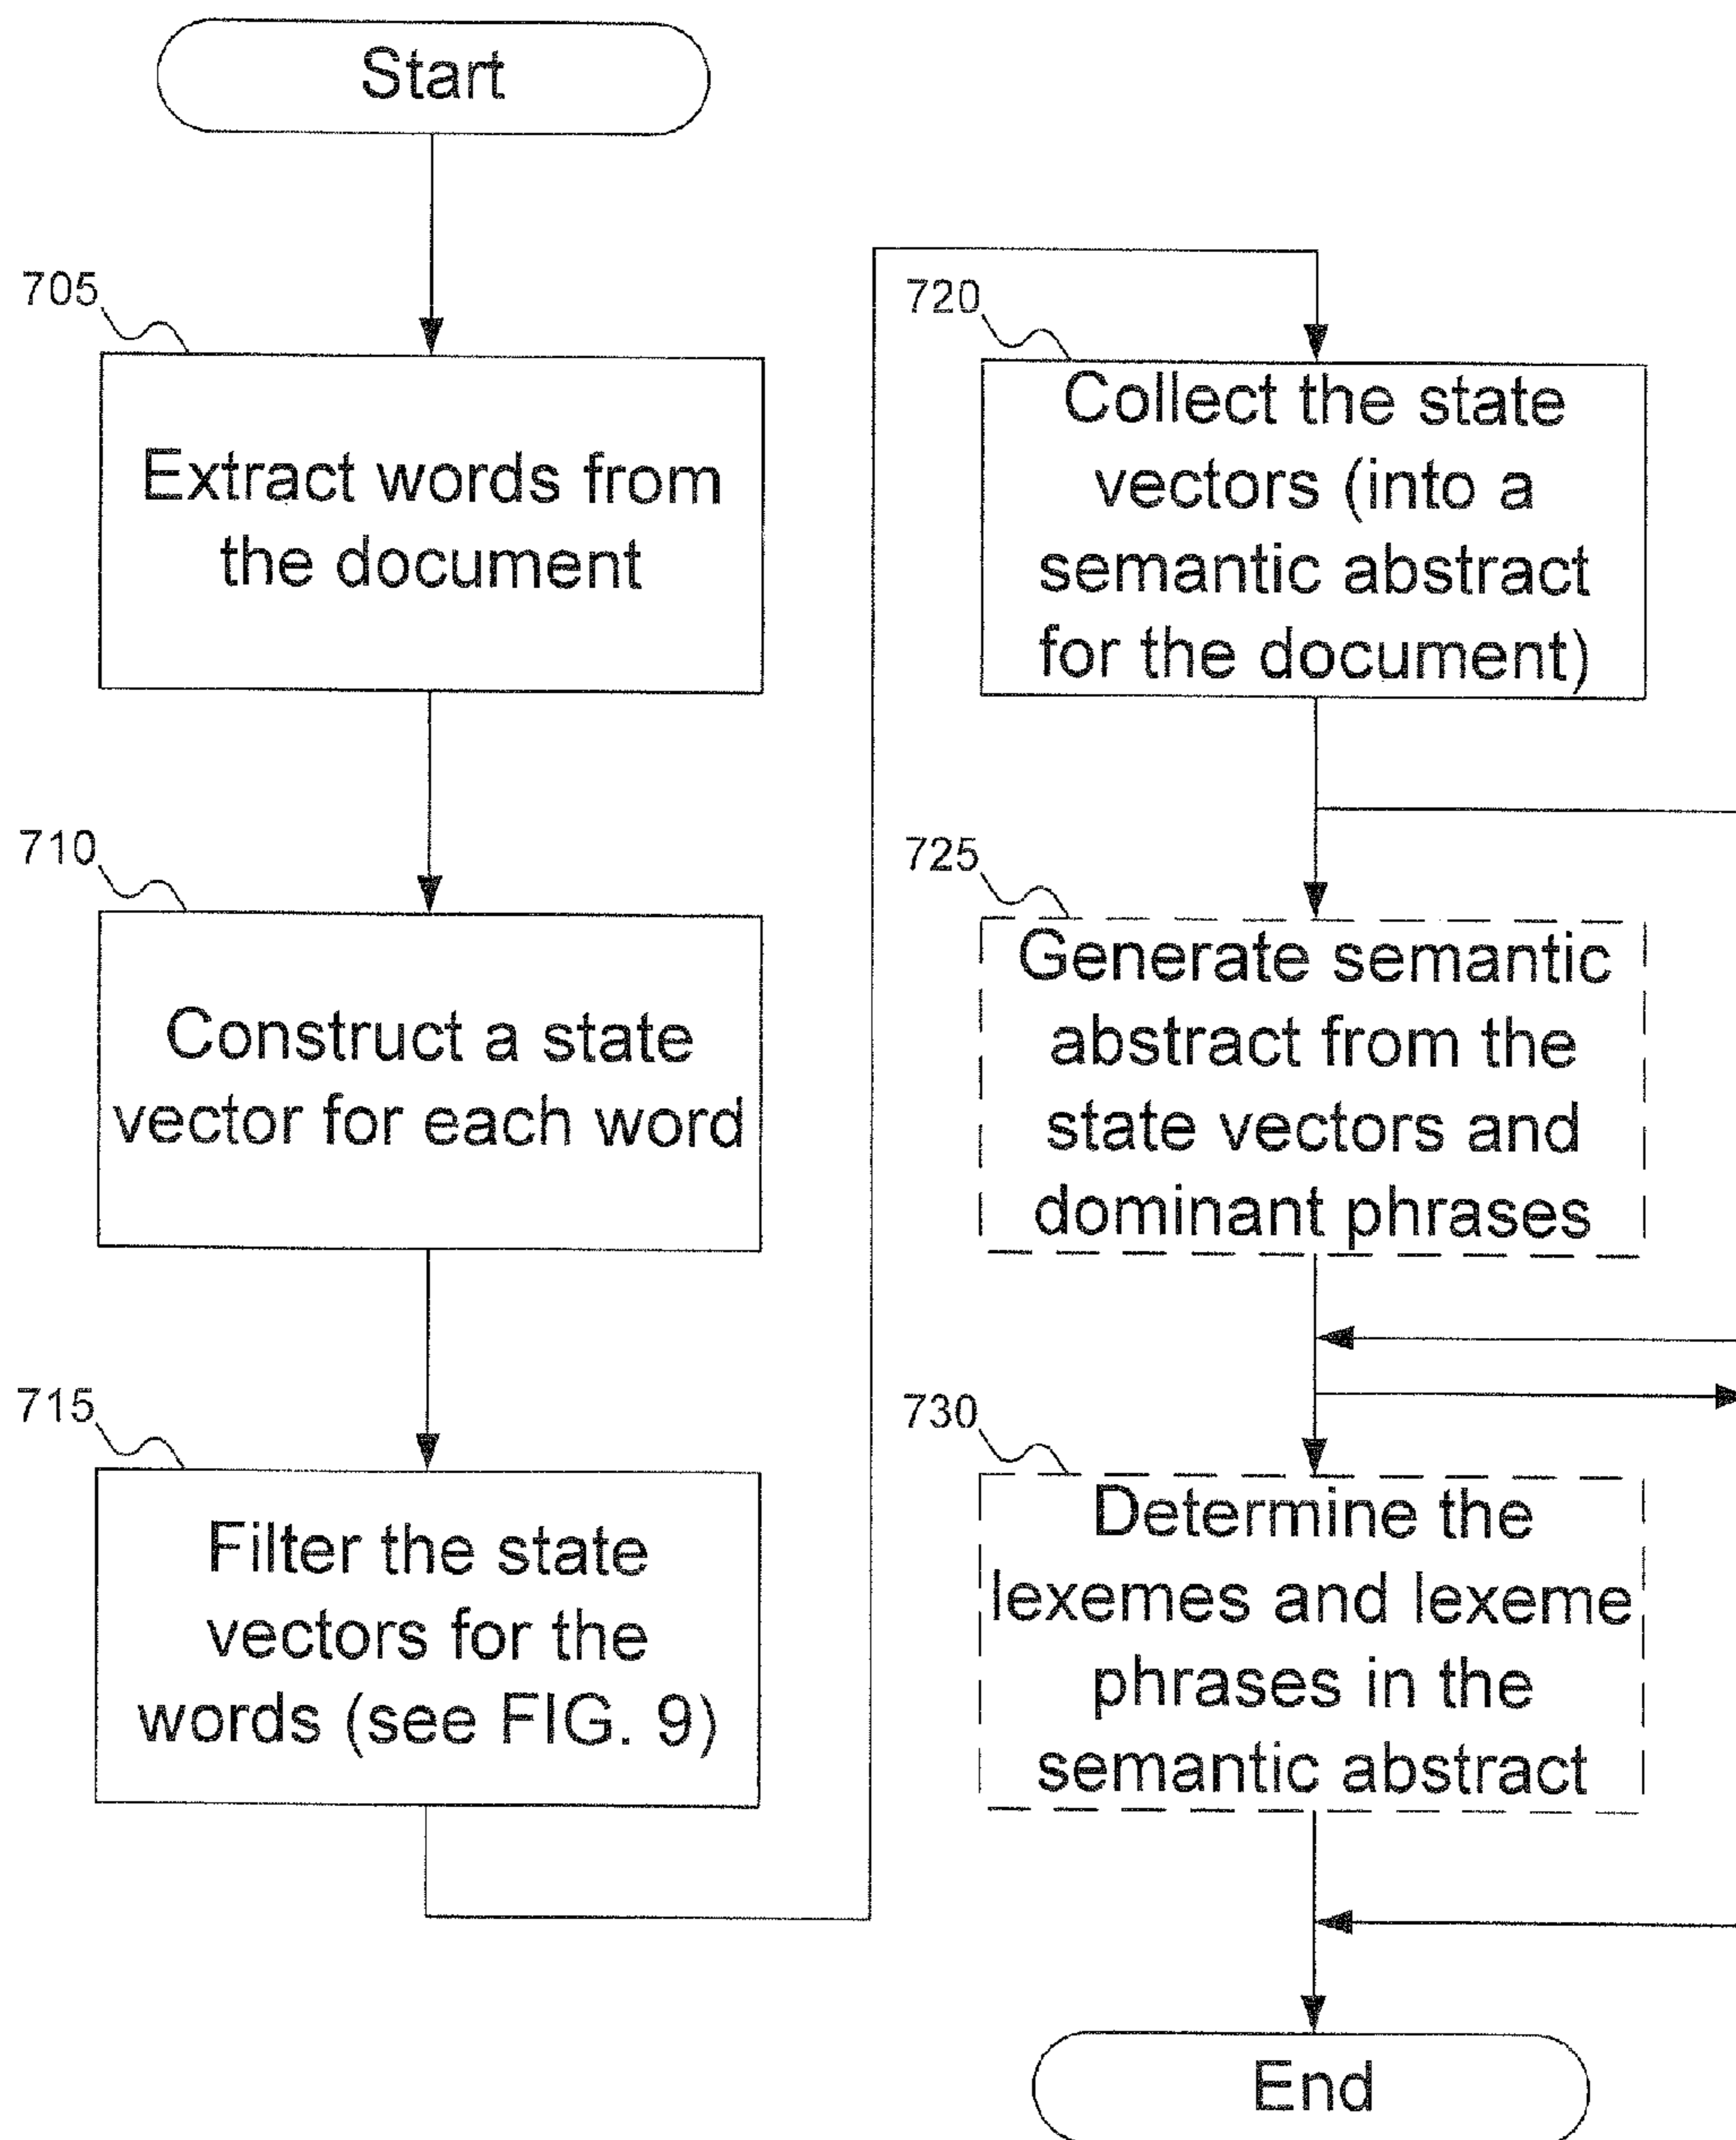 Start
705
Extract words from
the document
710
Construct a state
vector for each word
715
Filter the state
vectors for the
words (see FIG. 9)
720
Collect the state
vectors (into a
semantic abstract
for the document)
725
Generate semantic
abstract from the
state vectors and
dominant phrases
730
Determine the
lexemes and lexeme
phrases in the
semantic abstract
End